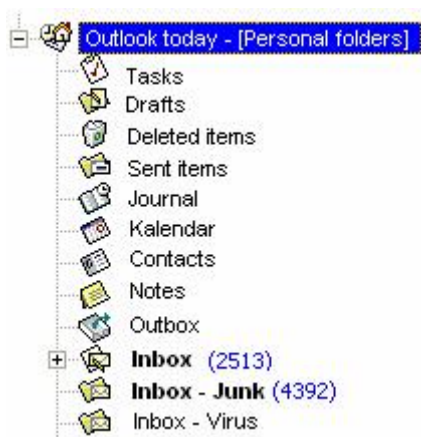 Outlook today - [Personal folders]
Tasks
Drafts
Deleted items
Sent items
Journal
Kalendar
Contacts
Notes
Outbox
Inbox (2513)
Inbox - Junk (4392)
Inbox - Virus